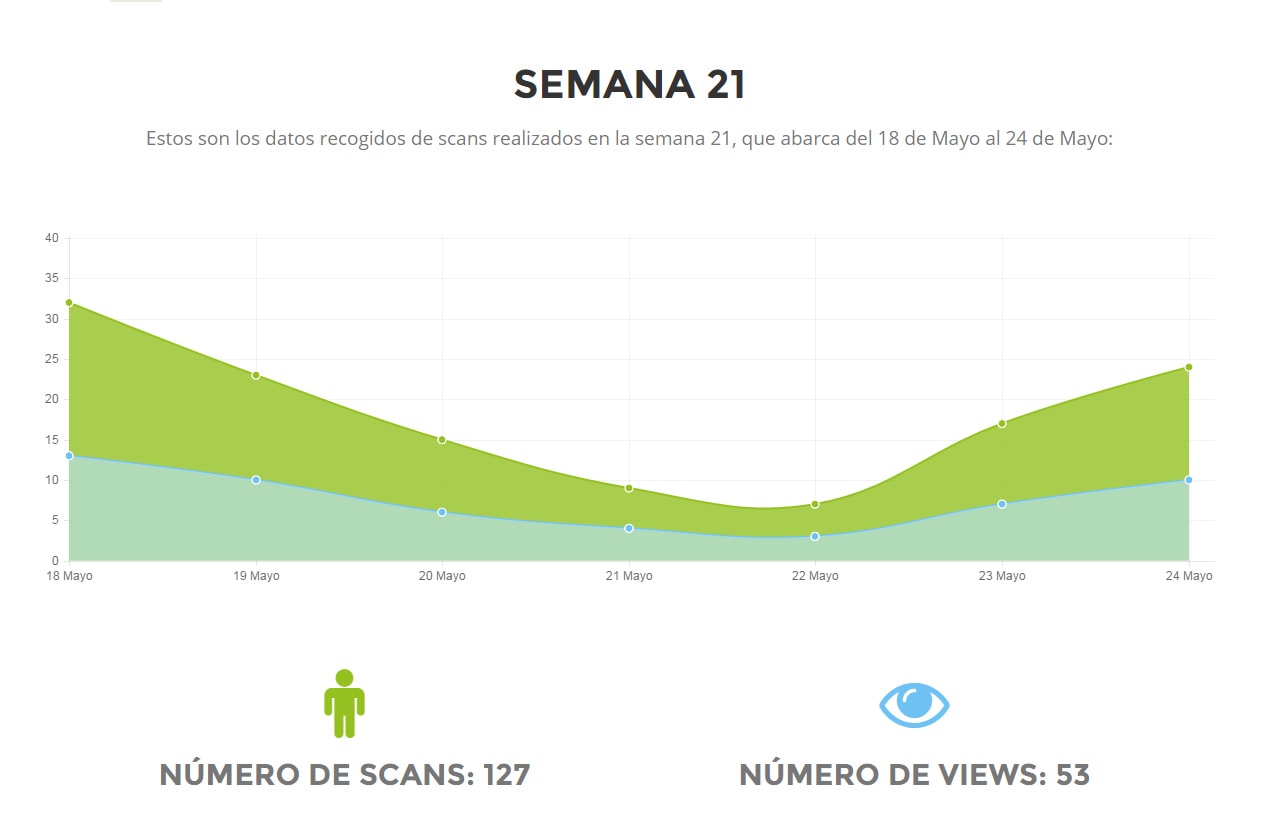 SEMANA 21
Estos son los datos recogidos de scans realizados en la semana 21, que abarca del 18 de Mayo al 24 de Mayo:
40
35
30
25
20
15
10
5
0
18 Mayo 19 Mayo 20 Mayo 21 Mayo 22 Mayo 23 Mayo 24 Mayo
NÚMERO DE SCANS: 127
NÚMERO DE VIEWS: 53